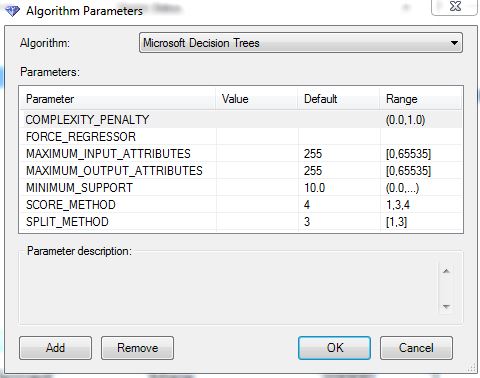 Algorithm Parameters
Algorithm: Microsoft Decision Trees
Parameters:
Parameter Value Default Range
COMPLEXITY_PENALTY (0.0,1.0)
FORCE_REGRESSOR
MAXIMUM_INPUT_ATTRIBUTES 255 [0,65535]
MAXIMUM_OUTPUT_ATTRIBUTES 255 [0,65535]
MINIMUM_SUPPORT 10.0 (0.0,...)
SCORE_METHOD 4 1,3,4
SPLIT_METHOD 3 [1,3]
Parameter description:
Add Remove OK Cancel